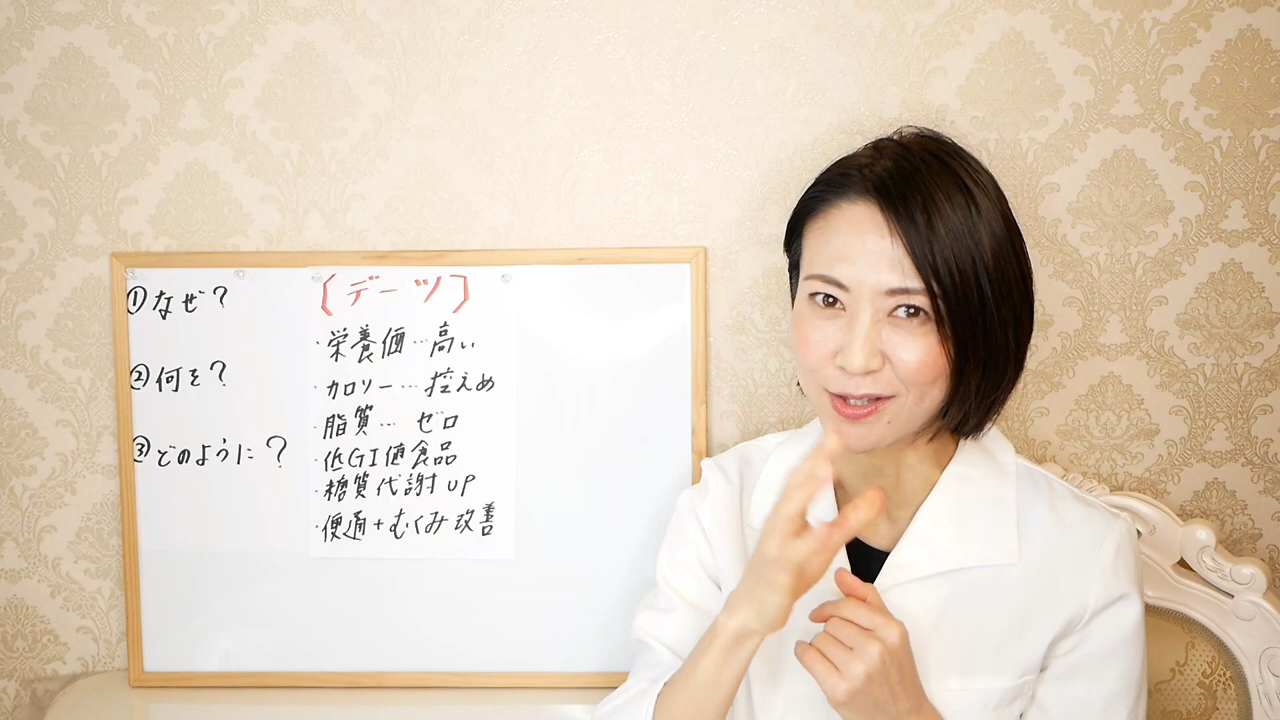 ①なぜ?
②何を?
③どのように?
〔デーツ〕
・栄養価…高い
・カロリー…控えめ
・脂質…ゼロ
・低GI値食品
・糖質代謝UP
・便通+むくみ改善